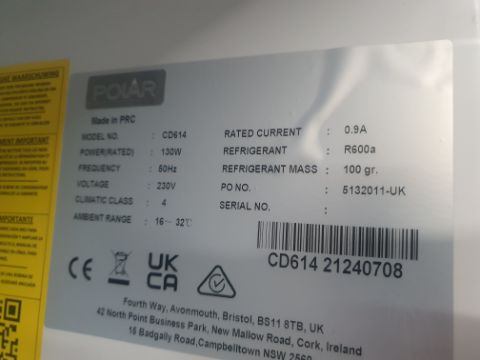 POLAR
Made in PRC
MODEL NO. : CD614
POWER(RATED) : 130W
FREQUENCY : 50Hz
VOLTAGE : 230V
CLIMATIC CLASS : 4
AMBIENT RANGE : 16~32℃
RATED CURRENT : 0.9A
REFRIGERANT : R600a
REFRIGERANT MASS : 100 gr.
PO NO. : 5132011-UK
SERIAL NO. :
CD614 21240708
CE UK CA
Fourth Way, Avonmouth, Bristol, BS11 8TB, UK
42 North Point Business Park, New Mallow Road, Cork, Ireland
16 Badgally Road, Campbelltown NSW 2560
WAARSCHUWING
IMPORTANT
IMPORTANTE